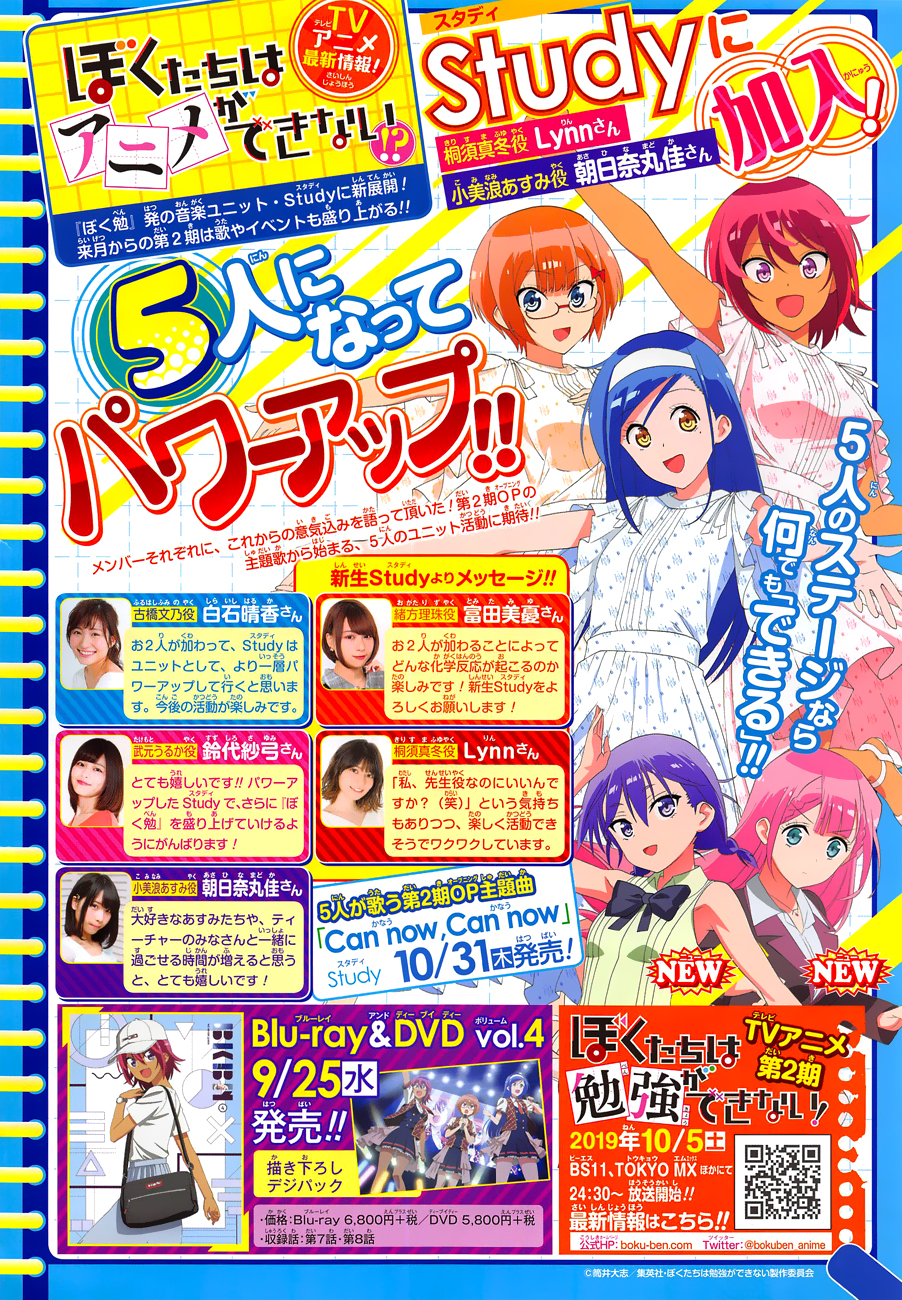 ぼくたちは
アニメが
できない!?
TV
アニメ
最新情報!
『ぼく勉』発の音楽ユニット・Studyに新展開!
来月からの第2期は歌やイベントも盛り上がる!!
Studyに
加入!
桐須真冬役 Lynnさん
小美浪あすみ役 朝日奈丸佳さん
5人に
なって
パワーアップ!!
メンバーそれぞれに、これからの意気込みを語って頂いた!第2期OPの
主題歌から始まる、5人のユニット活動に期待!!
5人のステージなら
何でもできる!!
新生Studyよりメッセージ!!
古橋文乃役 白石晴香さん
お2人が加わって、Studyは
ユニットとして、より一層パ
ワーアップして行くと思いま
す。今後の活動が楽しみです。
緒方理珠役 富田美憂さん
お2人が加わることによって
どんな化学反応が起こるのか
楽しみです!新生Studyをよ
ろしくお願いします!
武元うるか役 鈴代紗弓さん
とても嬉しいです!!パワーア
ップしたStudyで、さらに『ぼ
く勉』を盛り上げていけるよ
うにがんばります!
桐須真冬役 Lynnさん
「私、先生役なのにいいんで
すか?(笑)」という気持ち
もありつつ、楽しく活動でき
そうでワクワクしています。
小美浪あすみ役 朝日奈丸佳さん
大好きなあすみたちや、ティ
ーチャーのみなさんと一緒に
過ごせる時間が増えると思う
と、とても嬉しいです!
5人が歌う第2期OP主題曲
「Can now,Can now」
Study 10/31木発売!
NEW
NEW
Blu-ray&DVD vol.4
9/25水
発売!!
描き下ろし
デジパック
・価格:Blu-ray 6,800円+税/DVD 5,800円+税
・収録話:第7話・第8話
ぼくたちは
勉強が
できない!
TVアニメ
第2期
2019年10/5土
BS11、TOKYO MXほかにて
24:30〜 放送開始!!
最新情報はこちら!!
公式HP:boku-ben.com Twitter:@bokuben_anime
©筒井大志/集英社・ぼくたちは勉強ができない製作委員会